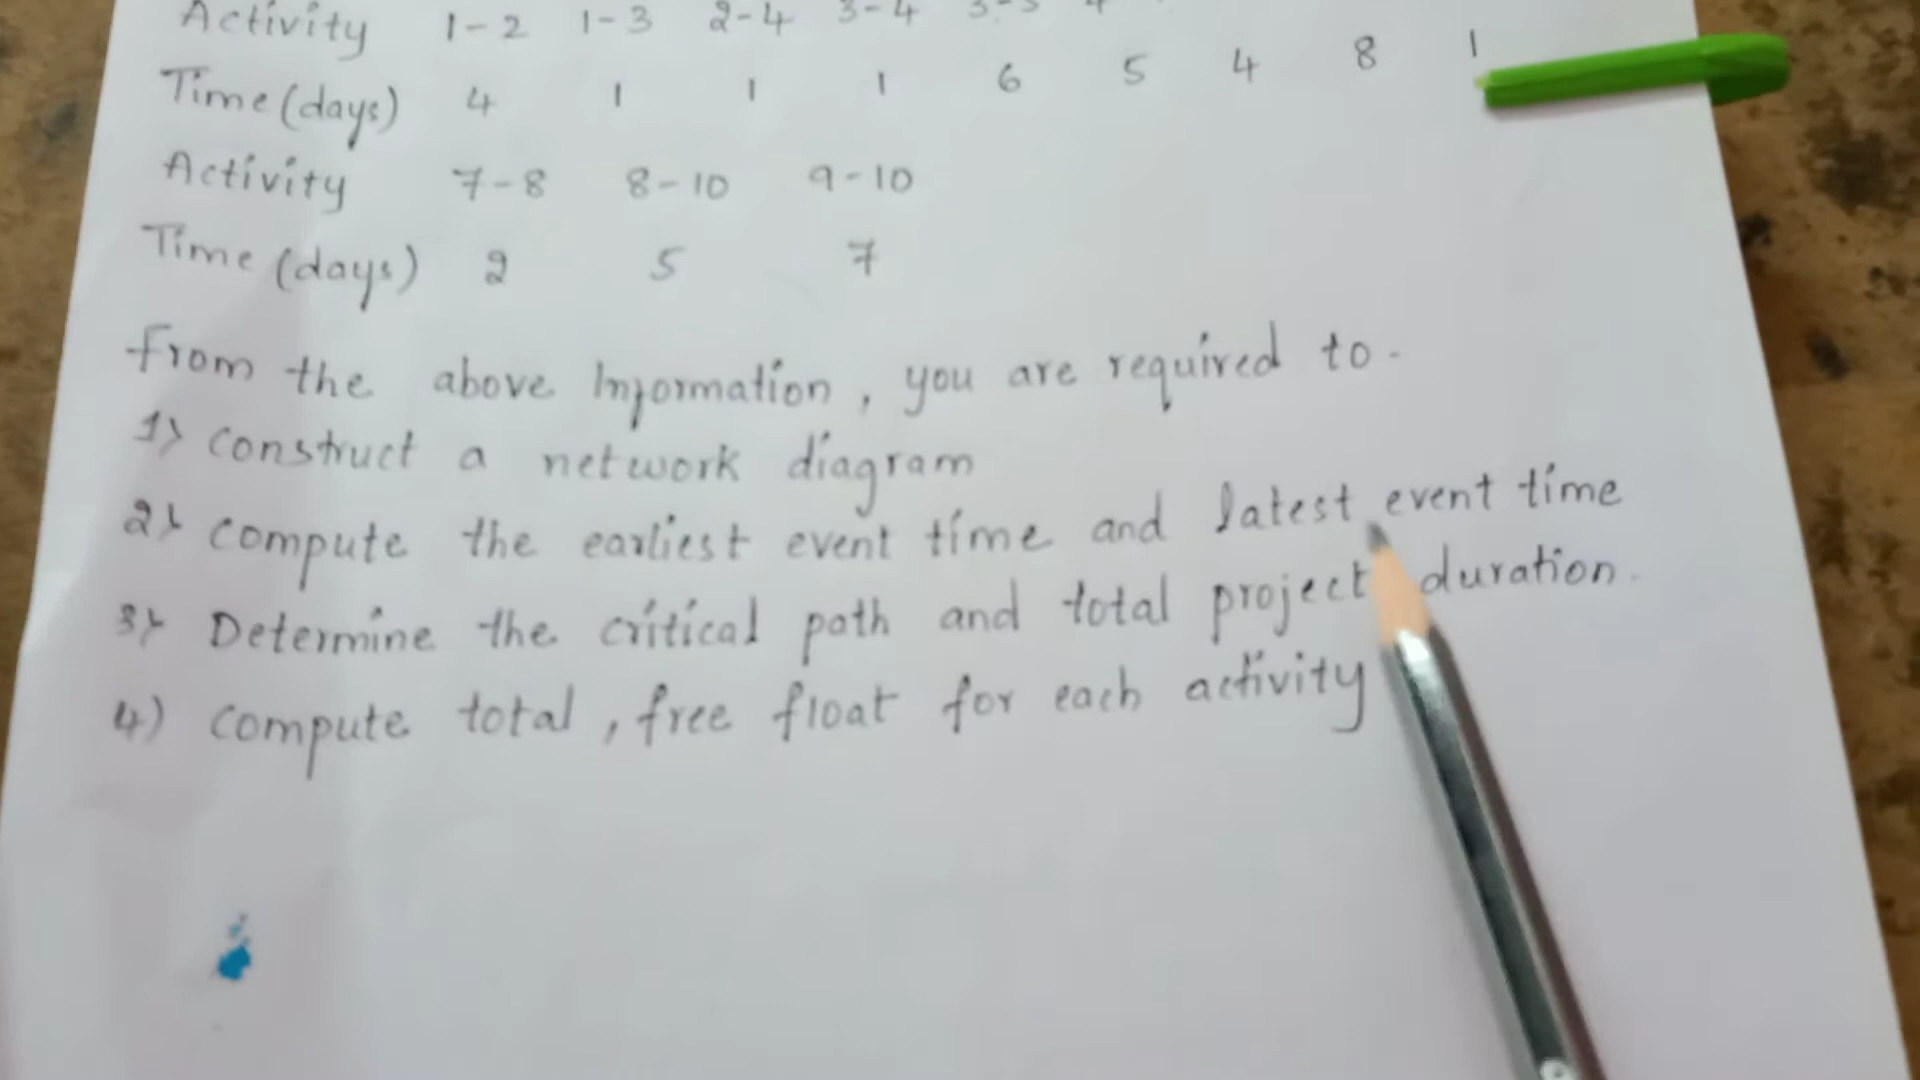 Activity 1-2 1-3 2-4 3-4 3-5
Time (days) 4 1 1 1 6 5 4 8 1
Activity 7-8 8-10 9-10
Time (days) 2 5 7
From the above Information, you are required to -
1) construct a network diagram
2) compute the earliest event time and latest event time
3) Determine the critical path and total project duration.
4) compute total, free float for each activity